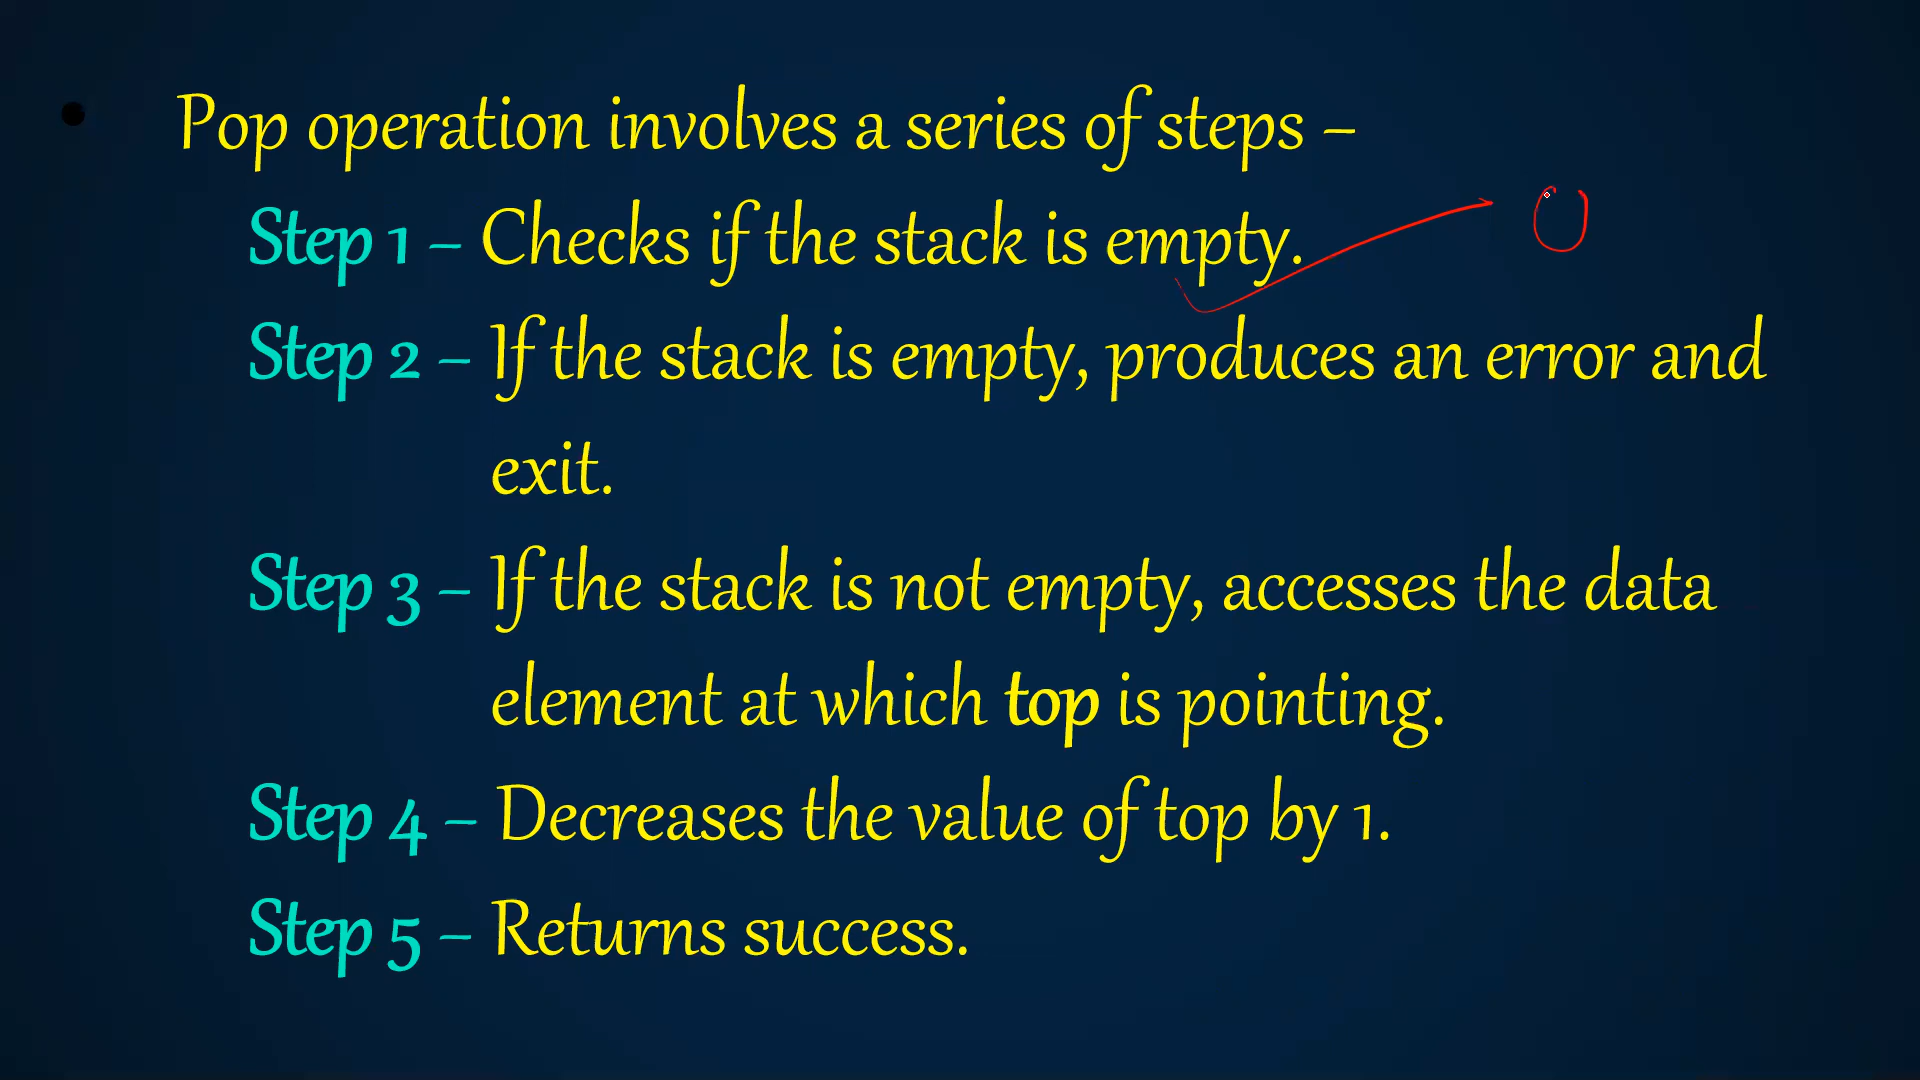 Pop operation involves a series of steps –
Step 1 – Checks if the stack is empty.
Step 2 – If the stack is empty, produces an error and
exit.
Step 3 – If the stack is not empty, accesses the data
element at which top is pointing.
Step 4 – Decreases the value of top by 1.
Step 5 – Returns success.